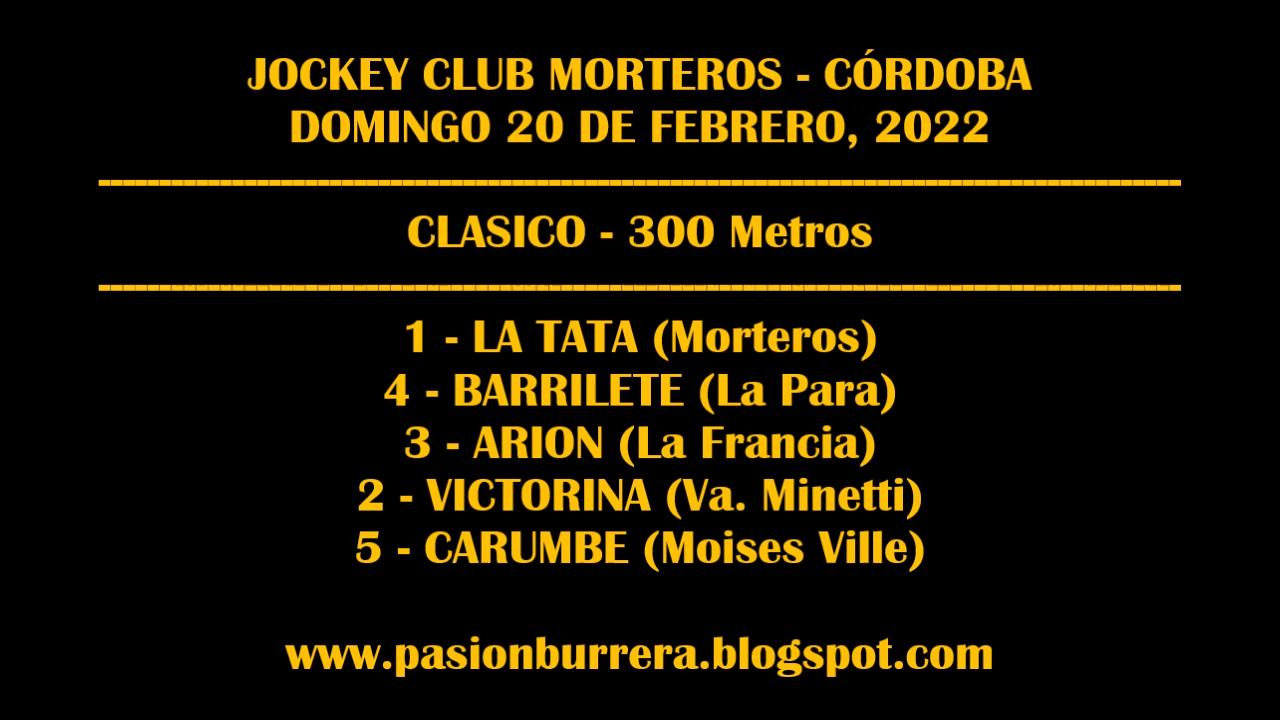 JOCKEY CLUB MORTEROS - CÓRDOBA
DOMINGO 20 DE FEBRERO, 2022
CLASICO - 300 Metros
1 - LA TATA (Morteros)
4 - BARRILETE (La Para)
3 - ARION (La Francia)
2 - VICTORINA (Va. Minetti)
5 - CARUMBE (Moises Ville)
www.pasionburrera.blogspot.com